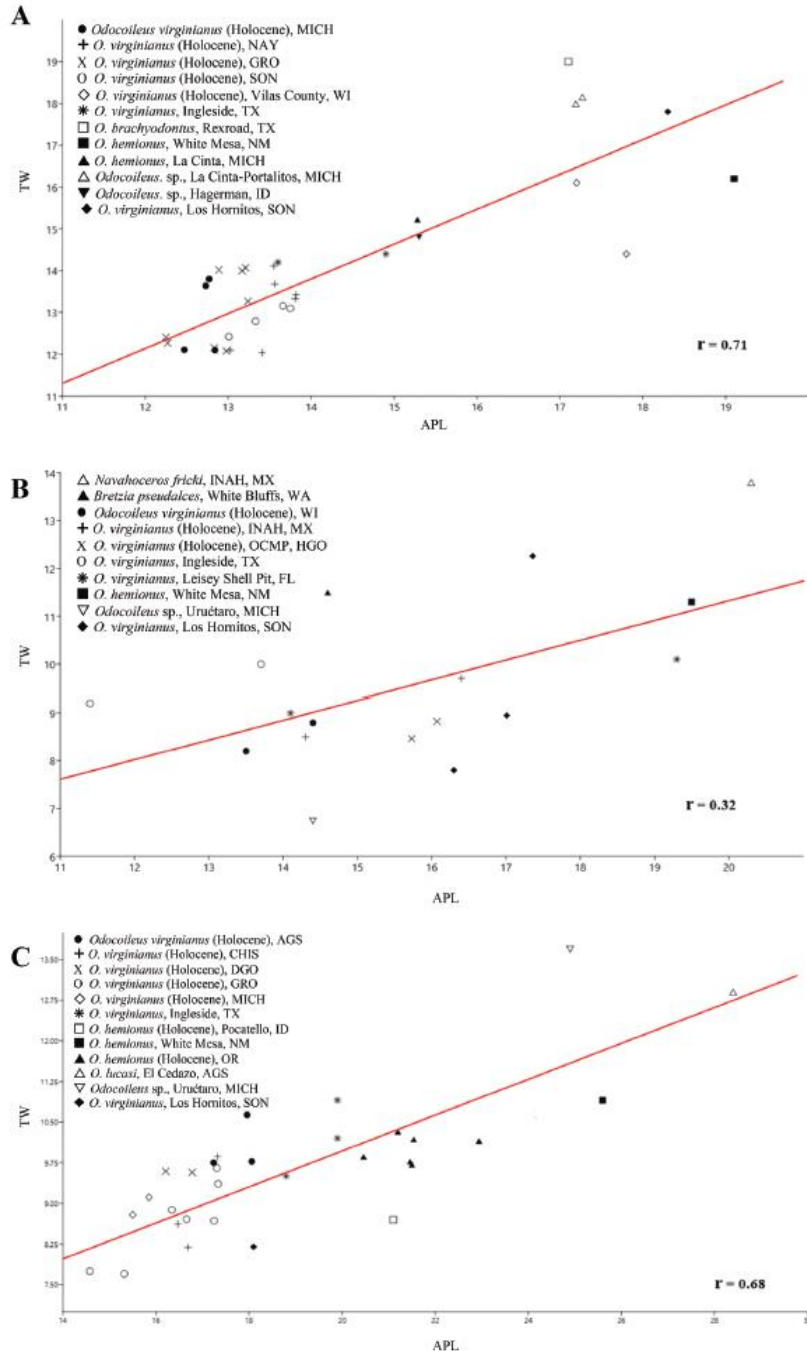 A
Odocoileus virginianus (Holocene), MICH
O. virginianus (Holocene), NAY
O. virginianus (Holocene), GRO
O. virginianus (Holocene), SON
O. virginianus (Holocene), Vilas County, WI
O. virginianus, Ingleside, TX
O. brachyodontus, Rexroad, TX
O. hemionus, White Mesa, NM
O. hemionus, La Cinta, MICH
Odocoileus. sp., La Cinta-Portalitos, MICH
Odocoileus. sp., Hagerman, ID
O. virginianus, Los Hornitos, SON
19
18
17
16
15
14
13
12
11
TW
r = 0.71
11 12 13 14 15 16 17 18 19
APL
B
Navahoceros fricki, INAH, MX
Bretzia pseudalces, White Bluffs, WA
Odocoileus virginianus (Holocene), WI
O. virginianus (Holocene), INAH, MX
O. virginianus (Holocene), OCMP, HGO
O. virginianus, Ingleside, TX
O. virginianus, Leisey Shell Pit, FL
O. hemionus, White Mesa, NM
Odocoileus sp., Uruétaro, MICH
O. virginianus, Los Hornitos, SON
14
13
12
11
10
9
8
7
6
TW
r = 0.32
11 12 13 14 15 16 17 18 19 20
APL
C
Odocoileus virginianus (Holocene), AGS
O. virginianus (Holocene), CHIS
O. virginianus (Holocene), DGO
O. virginianus (Holocene), GRO
O. virginianus (Holocene), MICH
O. virginianus, Ingleside, TX
O. hemionus (Holocene), Pocatello, ID
O. hemionus, White Mesa, NM
O. hemionus (Holocene), OR
O. lucasi, El Cedazo, AGS
Odocoileus sp., Uruétaro, MICH
O. virginianus, Los Hornitos, SON
13.50
12.75
12.00
11.25
10.50
9.75
9.00
8.25
7.50
TW
r = 0.68
14 16 18 20 22 24 26 28
APL